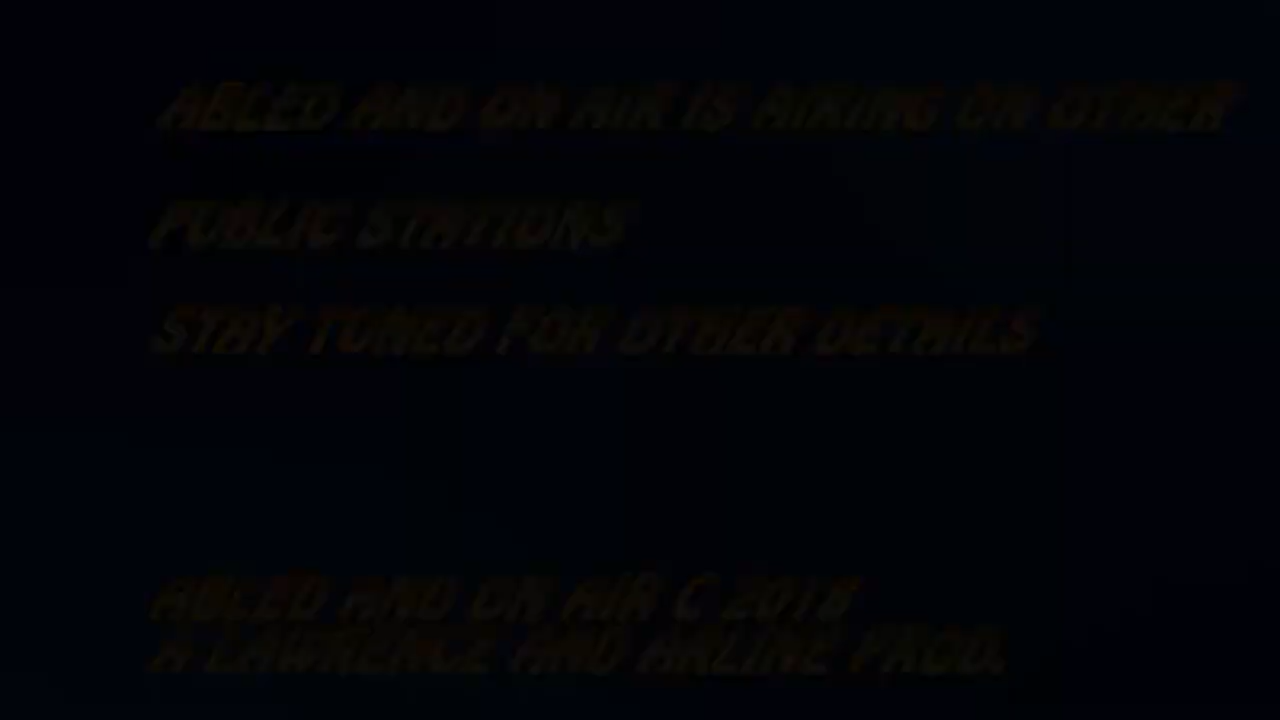 ABLED AND ON AIR IS AIRING ON OTHER
PUBLIC STATIONS
STAY TUNED FOR OTHER DETAILS
ABLED AND ON AIR C 2018
A LAWRENCE AND ARLINE PROD.